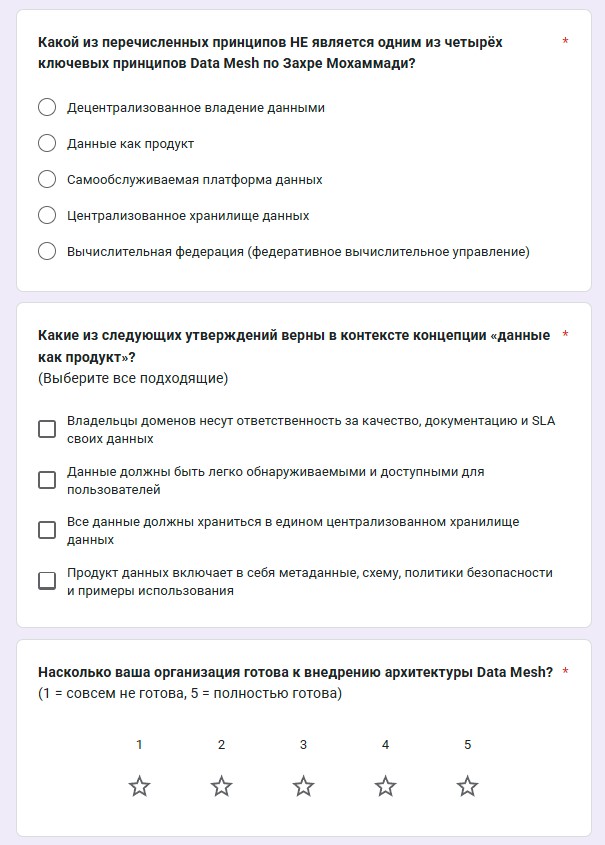 Какой из перечисленных принципов НЕ является одним из четырёх *
ключевых принципов Data Mesh по Захре Мохаммади?
Децентрализованное владение данными
Данные как продукт
Самообслуживаемая платформа данных
Централизованное хранилище данных
Вычислительная федерация (федеративное вычислительное управление)
Какие из следующих утверждений верны в контексте концепции «данные *
как продукт»?
(Выберите все подходящие)
Владельцы доменов несут ответственность за качество, документацию и SLA
своих данных
Данные должны быть легко обнаруживаемыми и доступными для
пользователей
Все данные должны храниться в едином централизованном хранилище
данных
Продукт данных включает в себя метаданные, схему, политики безопасности
и примеры использования
Насколько ваша организация готова к внедрению архитектуры Data Mesh? *
(1 = совсем не готова, 5 = полностью готова)
1 2 3 4 5